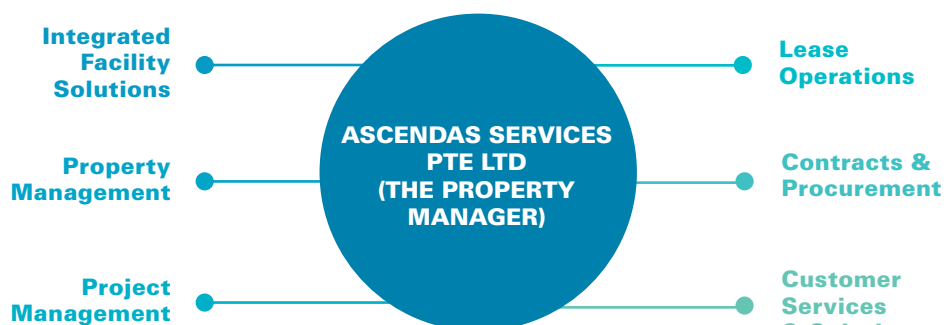 Integrated
Facility
Solutions
Property
Management
Project
Management
ASCENDAS SERVICES
PTE LTD
(THE PROPERTY
MANAGER)
Lease
Operations
Contracts &
Procurement
Customer
Services